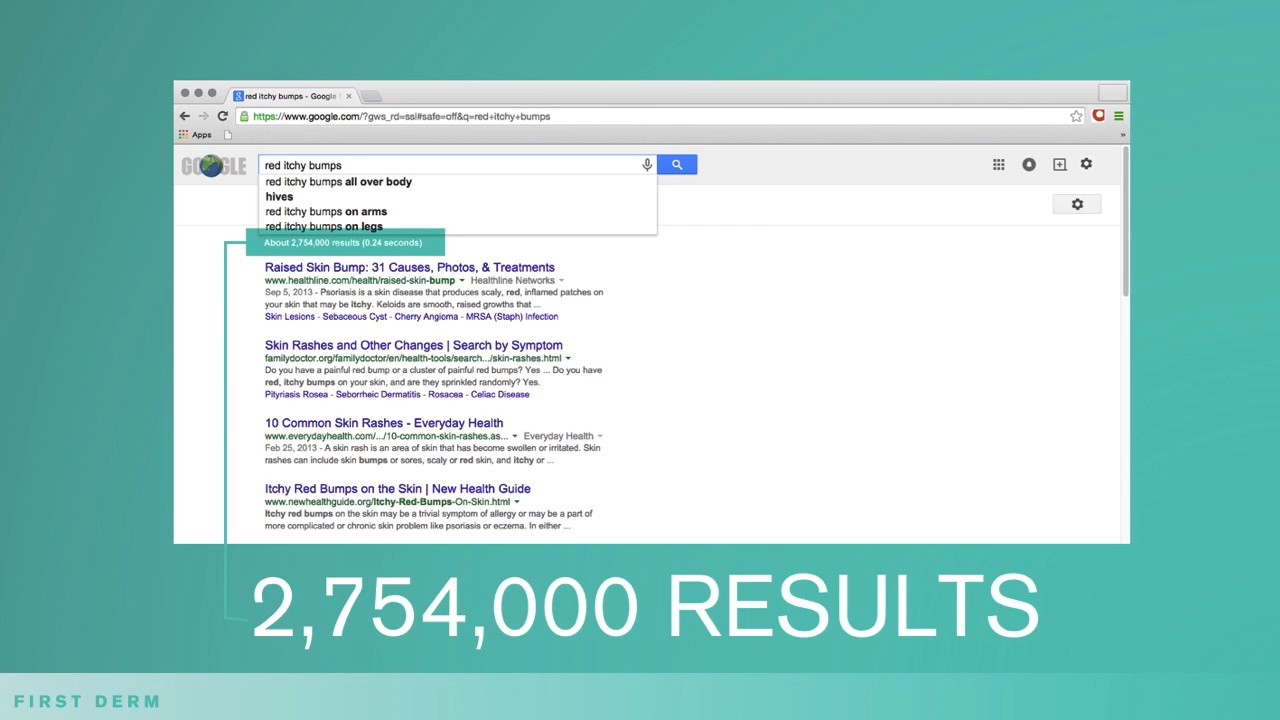 red itchy bumps - Google
https://www.google.com/?gws_rd=ssl#safe=off&q=red+itchy+bumps
Apps
GOOGLE
red itchy bumps
red itchy bumps all over body
hives
red itchy bumps on arms
red itchy bumps on legs
About 2,754,000 results (0.24 seconds)
Raised Skin Bump: 31 Causes, Photos, & Treatments
www.healthline.com/health/raised-skin-bump Healthline Networks
Sep 5, 2013 - Psoriasis is a skin disease that produces scaly, red, inflamed patches on
your skin that may be itchy. Keloids are smooth, raised growths that ...
Skin Lesions - Sebaceous Cyst - Cherry Angioma - MRSA (Staph) Infection
Skin Rashes and Other Changes | Search by Symptom
familydoctor.org/familydoctor/en/health-tools/search.../skin-rashes.html
Do you have a painful red bump or a cluster of painful red bumps? Yes ... Do you have
red, itchy bumps on your skin, and are they sprinkled randomly? Yes.
Pityriasis Rosea - Seborrheic Dermatitis - Rosacea - Celiac Disease
10 Common Skin Rashes - Everyday Health
www.everydayhealth.com/.../10-common-skin-rashes.as... Everyday Health
Feb 25, 2013 - A skin rash is an area of skin that has become swollen or irritated. Skin
rashes can include skin bumps or sores, scaly or red skin, and itchy or ...
Itchy Red Bumps on the Skin | New Health Guide
www.newhealthguide.org/Itchy-Red-Bumps-On-Skin.html
Itchy red bumps on the skin may be a trivial symptom of allergy or may be a part of
more complicated or chronic skin problem like psoriasis or eczema. In either ...
2,754,000 RESULTS
FIRST DERM